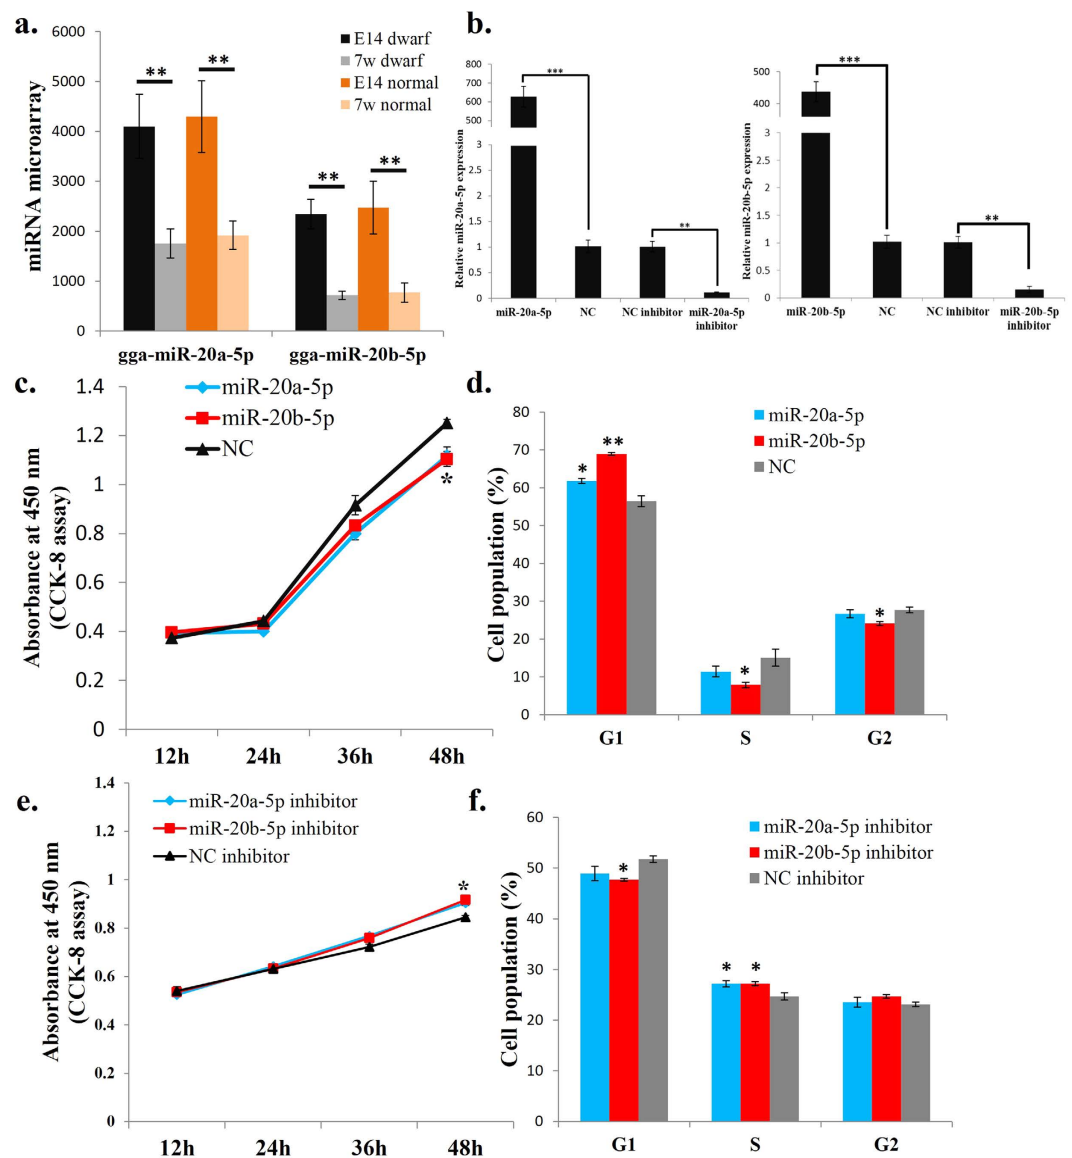 a.
miRNA microarray
6000
5000
4000
3000
2000
1000
0
E14 dwarf
7w dwarf
E14 normal
7w normal
**
**
**
**
gga-miR-20a-5p
gga-miR-20b-5p
b.
Relative miR-20a-5p expression
800
700
600
500
3
2.5
2
1.5
1
0.5
0
***
**
miR-20a-5p
NC
NC inhibitor
miR-20a-5p
inhibitor
Relative miR-20b-5p expression
500
400
3
2.5
2
1.5
1
0.5
0
***
**
miR-20b-5p
NC
NC inhibitor
miR-20b-5p
inhibitor
c.
Absorbance at 450 nm
(CCK-8 assay)
1.4
1.2
1
0.8
0.6
0.4
0.2
0
miR-20a-5p
miR-20b-5p
NC
*
12h
24h
36h
48h
d.
Cell population (%)
80
70
60
50
40
30
20
10
0
miR-20a-5p
miR-20b-5p
NC
*
**
*
*
G1
S
G2
e.
Absorbance at 450 nm
(CCK-8 assay)
1.4
1.2
1
0.8
0.6
0.4
0.2
0
miR-20a-5p inhibitor
miR-20b-5p inhibitor
NC inhibitor
*
12h
24h
36h
48h
f.
Cell population (%)
60
50
40
30
20
10
0
miR-20a-5p inhibitor
miR-20b-5p inhibitor
NC inhibitor
*
*
*
G1
S
G2